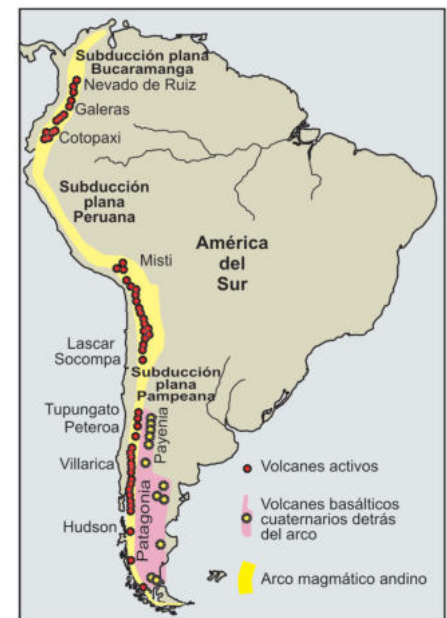 Subducción plana
Bucaramanga
Nevado de Ruiz
Galeras
Cotopaxi
Subducción
plana
Peruana
América
del
Sur
Misti
Lascar
Socompa
Subducción
plana
Pampeana
Tupungato
Peteroa
Payenia
Villarica
Patagonia
Hudson
Volcanes activos
Volcanes basálticos
cuaternarios detrás
del arco
Arco magmático andino